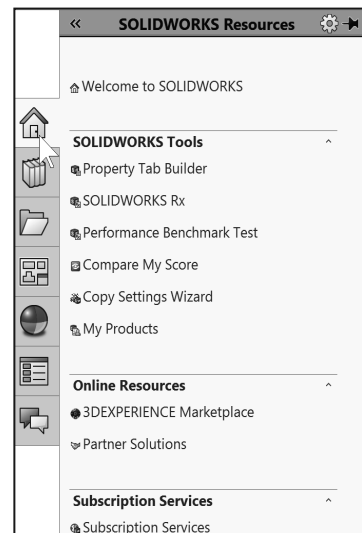 « SOLIDWORKS Resources
Welcome to SOLIDWORKS
SOLIDWORKS Tools
Property Tab Builder
SOLIDWORKS Rx
Performance Benchmark Test
Compare My Score
Copy Settings Wizard
My Products
Online Resources
3DEXPERIENCE Marketplace
Partner Solutions
Subscription Services
Subscription Services